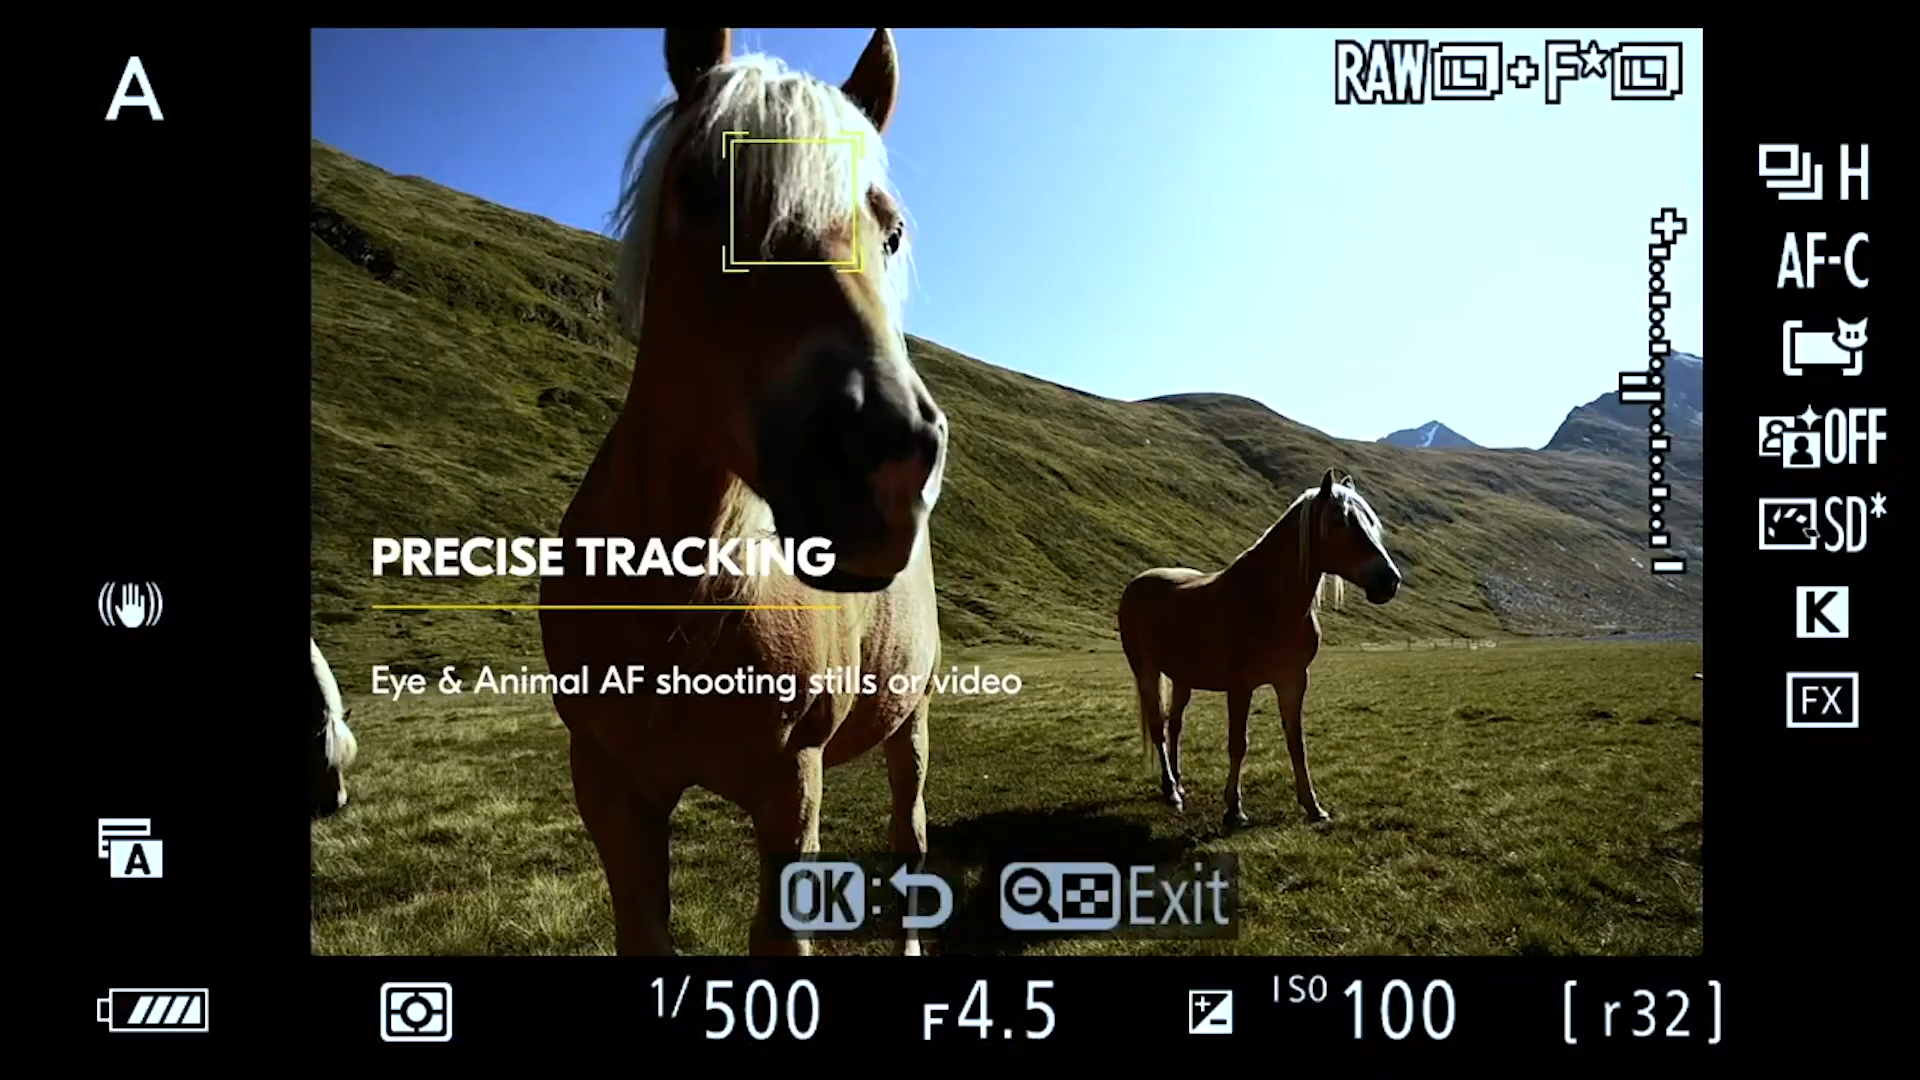 A
RAW L + F★ L
H
AF-C
OFF
SD*
K
FX
PRECISE TRACKING
Eye & Animal AF shooting stills or video
OK: Exit
A
1/500 F4.5 ISO 100 [r32]